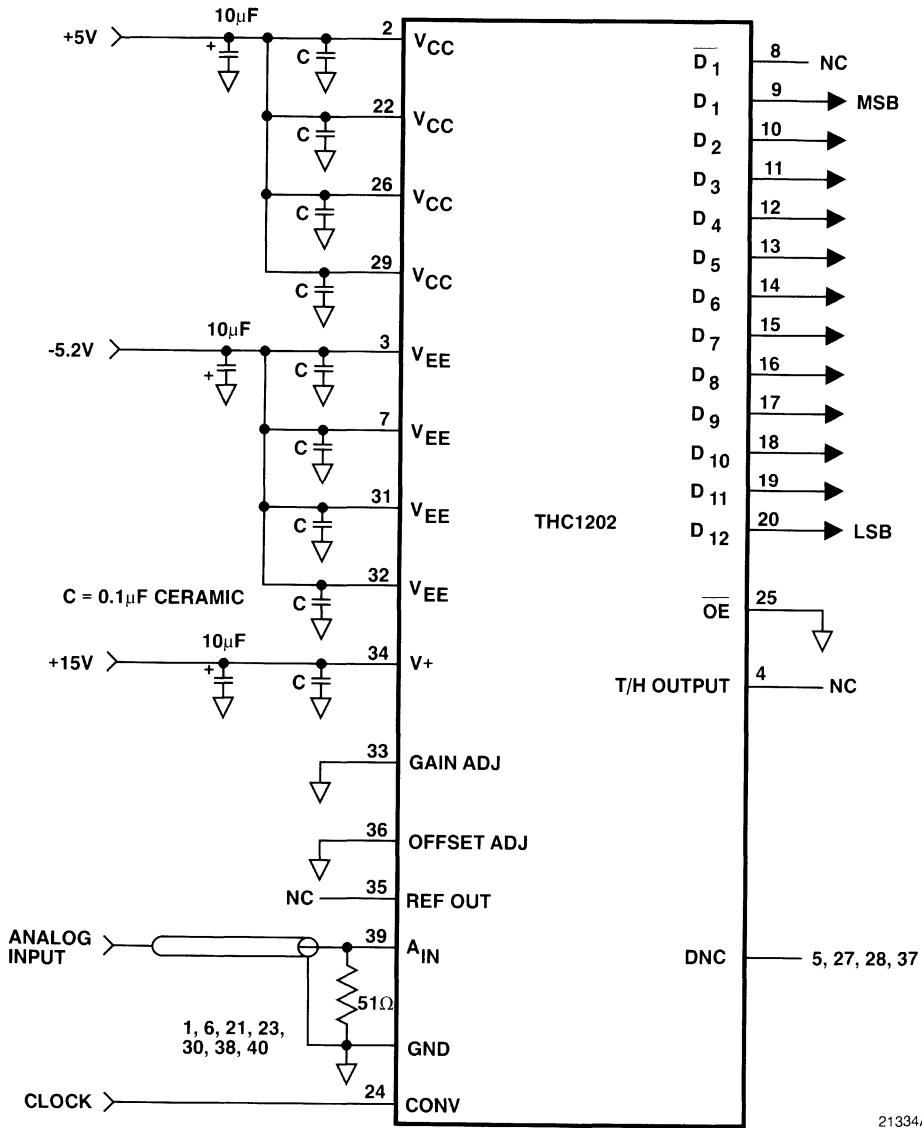 10µF
+5V
+
C
2
VCC
C
22
VCC
C
26
VCC
C
29
VCC
10µF
-5.2V
+
C
3
VEE
C
7
VEE
C
31
VEE
C
32
VEE
C = 0.1µF CERAMIC
10µF
+15V
+
C
34
V+
33
GAIN ADJ
36
OFFSET ADJ
NC
35
REF OUT
ANALOG
INPUT
39
AIN
51Ω
1, 6, 21, 23,
30, 38, 40
GND
CLOCK
24
CONV
THC1202
D1
8
NC
D1
9
MSB
D2
10
D3
11
D4
12
D5
13
D6
14
D7
15
D8
16
D9
17
D10
18
D11
19
D12
20
LSB
OE
25
T/H OUTPUT
4
NC
DNC
5, 27, 28, 37